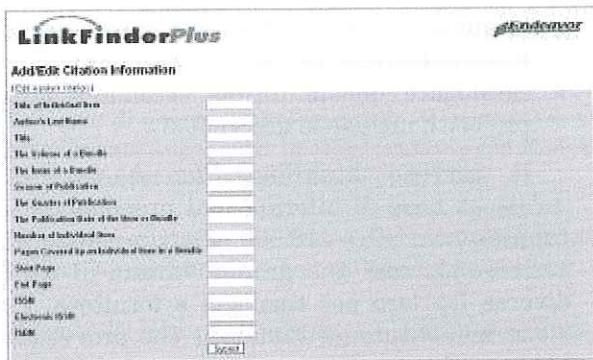 LinkFinderPlus
Endeavor
Add/Edit Citation Information
Title of Individual Item
Author's Last Name
Title
The Volume of a Bundle
The Issue of a Bundle
Season of Publication
The Quarter of Publication
The Publication Date of the Item or Bundle
Number of Individual Item
Pages Covered by an Individual Item in a Bundle
Start Page
End Page
ISSN
Electronic ISSN
ISBN
Submit